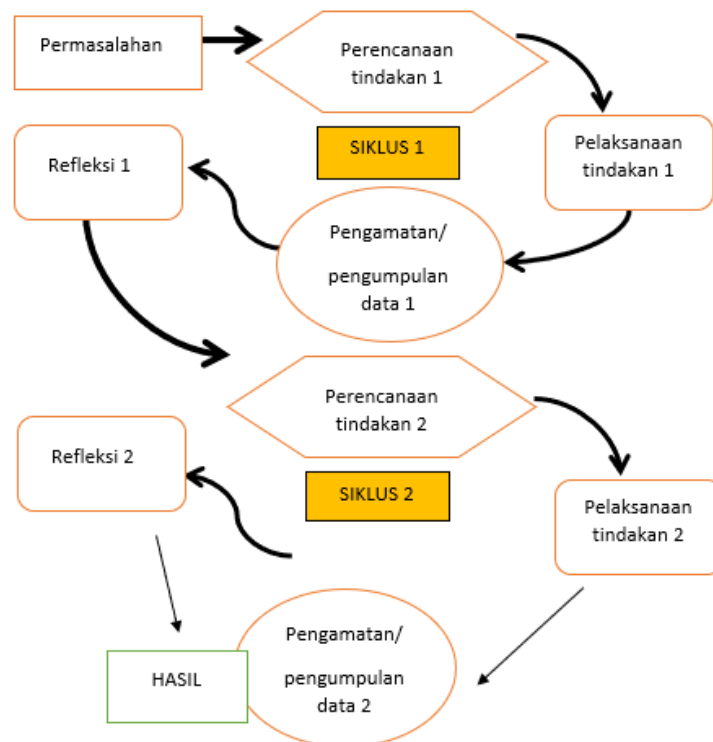 Permasalahan
Perencanaan
tindakan 1
SIKLUS 1
Pelaksanaan
tindakan 1
Refleksi 1
Pengamatan/
pengumpulan
data 1
Perencanaan
tindakan 2
Refleksi 2
SIKLUS 2
Pelaksanaan
tindakan 2
Pengamatan/
pengumpulan
data 2
HASIL